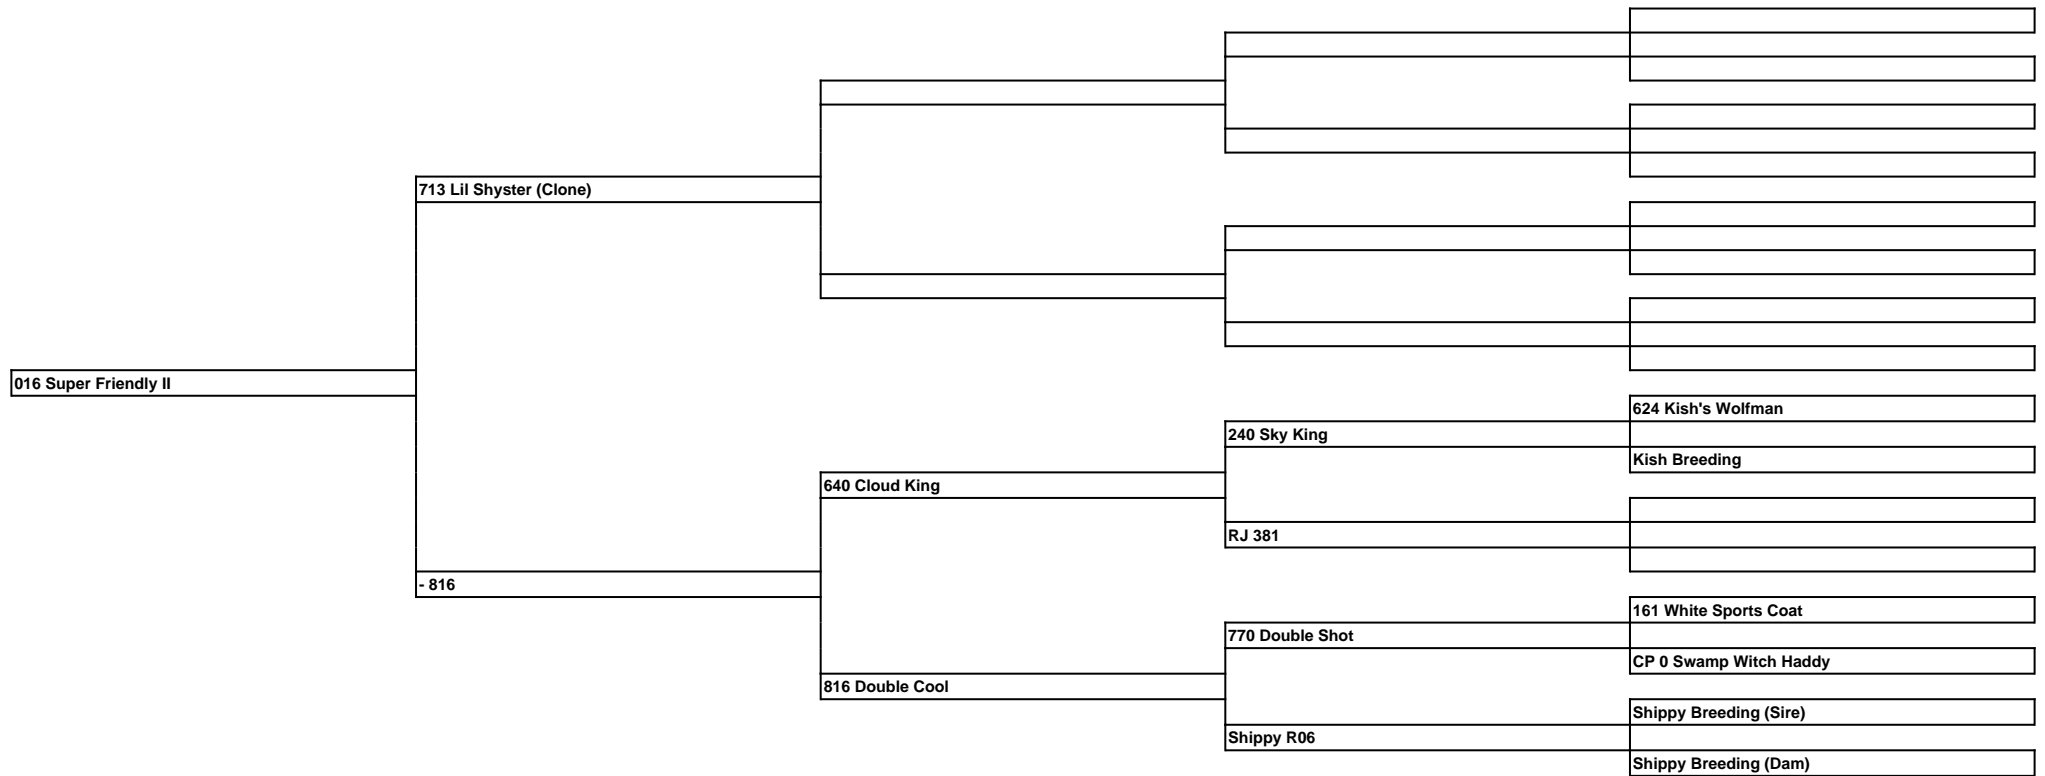 713 Lil Shyster (Clone)
016 Super Friendly II
624 Kish's Wolfman
240 Sky King
Kish Breeding
640 Cloud King
RJ 381
- 816
161 White Sports Coat
770 Double Shot
CP 0 Swamp Witch Haddy
816 Double Cool
Shippy Breeding (Sire)
Shippy R06
Shippy Breeding (Dam)